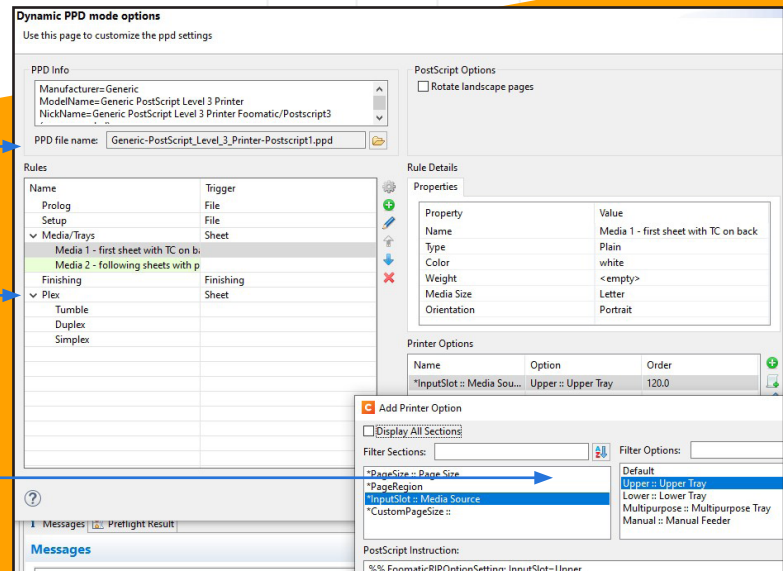 Dynamic PPD mode options
Use this page to customize the ppd settings
PPD Info
Manufacturer=Generic
ModelName=Generic PostScript Level 3 Printer
NickName=Generic PostScript Level 3 Printer Foomatic/Postscript3
PPD file name: Generic-PostScript_Level_3_Printer-Postscript1.ppd
PostScript Options
Rotate landscape pages
Rules
Name Trigger
Prolog File
Setup File
Media/Trays Sheet
Media 1 - first sheet with TC on ba
Media 2 - following sheets with p
Finishing Finishing
Plex Sheet
Tumble
Duplex
Simplex
Rule Details
Properties
Property Value
Name Media 1 - first sheet with TC on back
Type Plain
Color white
Weight <empty>
Media Size Letter
Orientation Portrait
Printer Options
Name Option Order
*InputSlot :: Media Sou... Upper :: Upper Tray 120.0
C Add Printer Option
Display All Sections
Filter Sections: Filter Options:
*PageSize :: Page Size
*PageRegion
*InputSlot :: Media Source
*CustomPageSize ::
Default
Upper :: Upper Tray
Lower :: Lower Tray
Multipurpose :: Multipurpose Tray
Manual :: Manual Feeder
PostScript Instruction:
%% FoomaticRIPOptionSetting: InputSlot=Upper
Messages Preflight Result
Messages